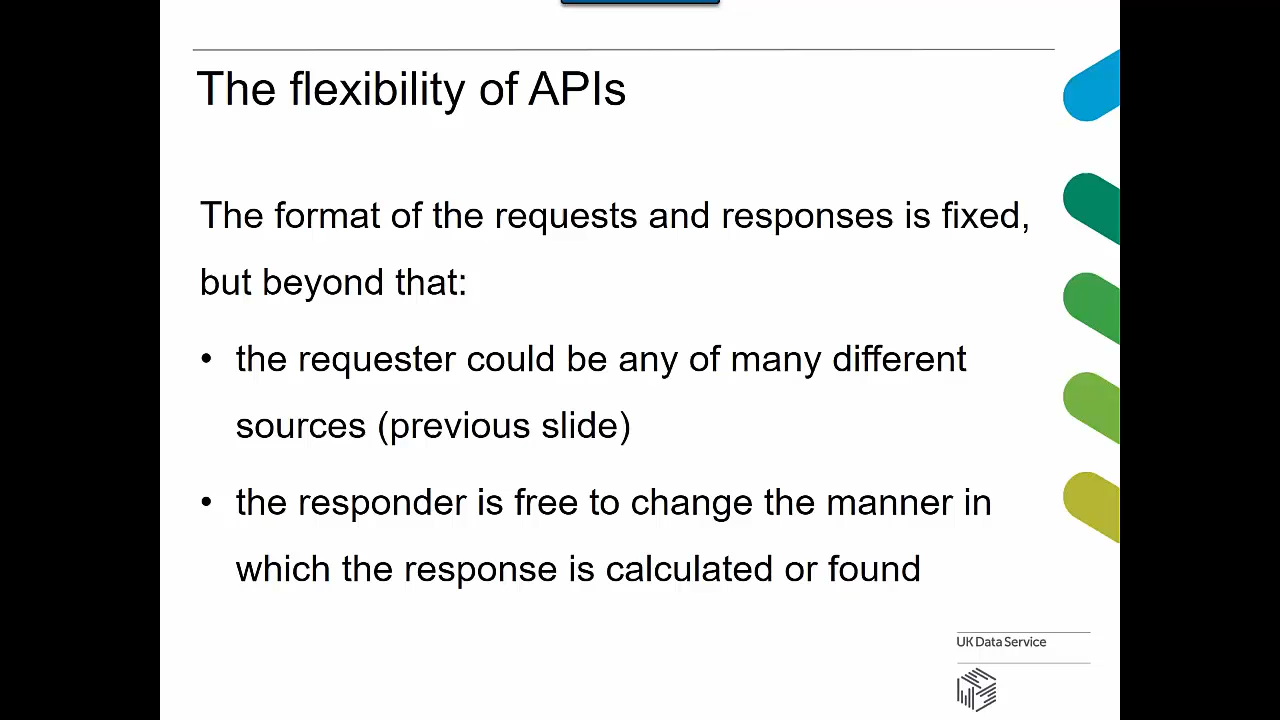 The flexibility of APIs
The format of the requests and responses is fixed,
but beyond that:
• the requester could be any of many different
sources (previous slide)
• the responder is free to change the manner in
which the response is calculated or found
UK Data Service